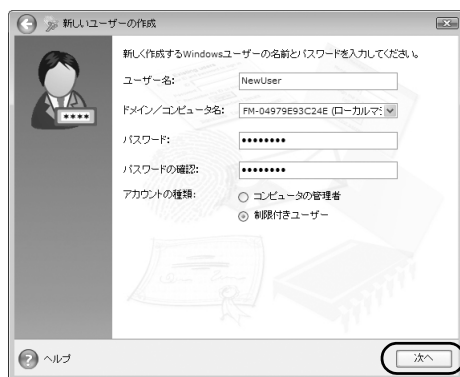 新しいユーザーの作成
新しく作成するWindowsユーザーの名前とパスワードを入力してください。
ユーザー名: NewUser
ドメイン/コンピュータ名: FM-04979E93C24E (ローカルマシ
パスワード: ●●●●●●●●
パスワードの確認: ●●●●●●●●
アカウントの種類: コンピュータの管理者
制限付きユーザー
****
ヘルプ
次へ